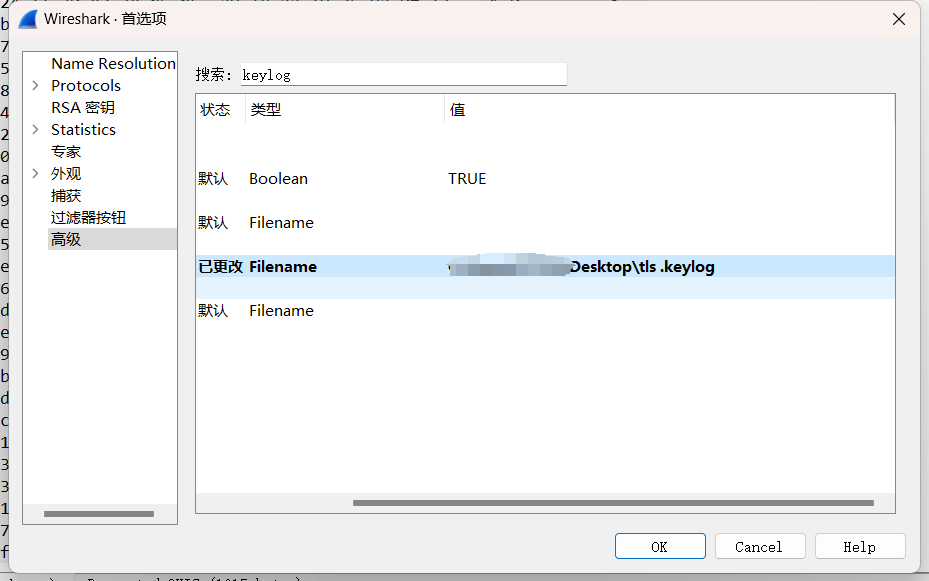 Wireshark · 首选项
Name Resolution
Protocols
RSA 密钥
Statistics
专家
外观
捕获
过滤器按钮
高级
搜索: keylog
状态 类型 值
默认 Boolean TRUE
默认 Filename
已更改 Filename Desktop\tls .keylog
默认 Filename
OK Cancel Help